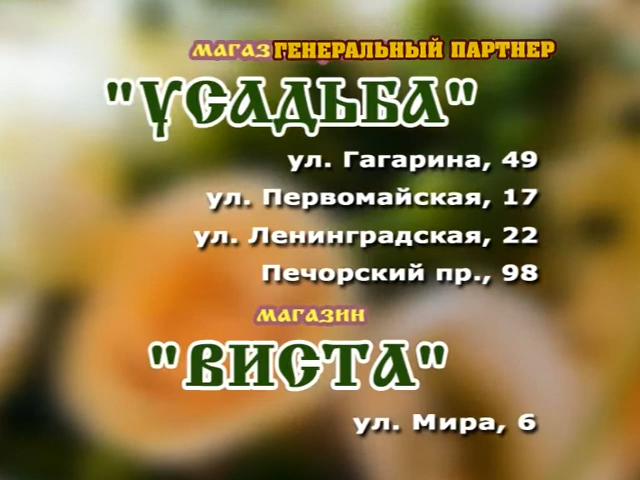 МАГАЗ ГЕНЕРАЛЬНЫЙ ПАРТНЕР
"УСАДЬБА"
ул. Гагарина, 49
ул. Первомайская, 17
ул. Ленинградская, 22
Печорский пр., 98
МАГАЗИН
"ВИСТА"
ул. Мира, 6